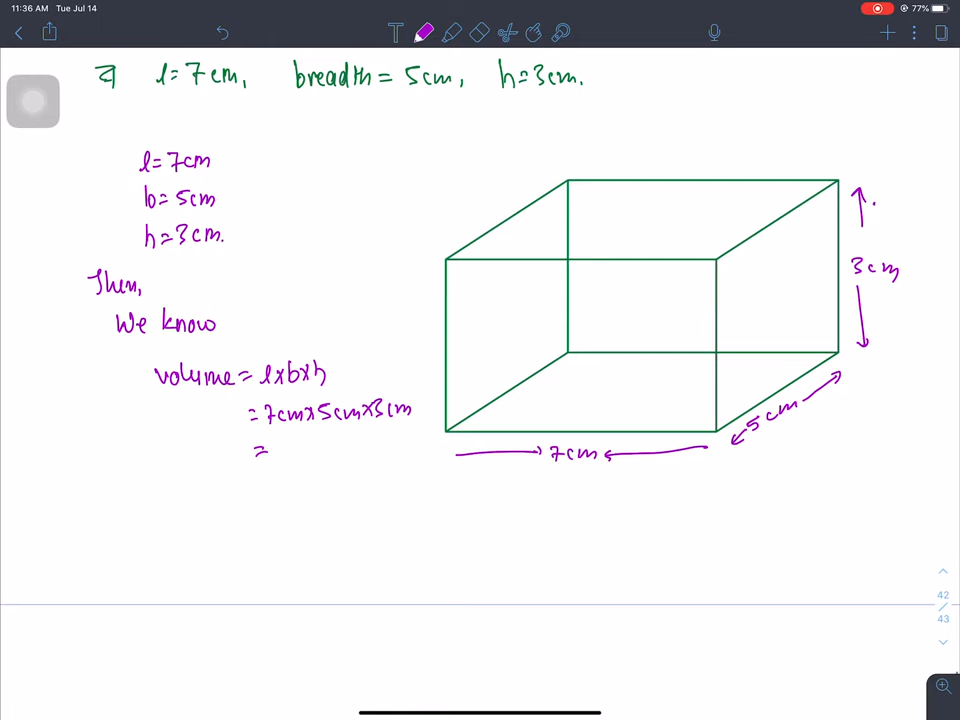 11:36 AM Tue Jul 14
77%
T
l=7cm, breadth = 5cm, h=3cm.
l=7cm
b=5cm
h=3cm.
Then,
We know
volume = l×b×h
= 7cm×5cm×3cm
=
3cm
5cm
7cm
42
/
43